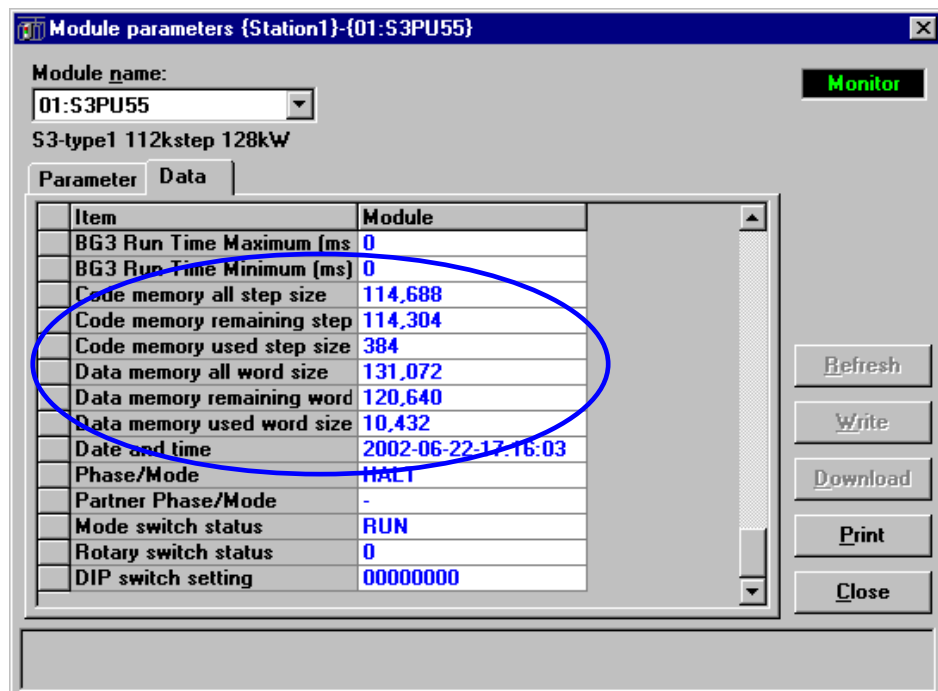 Module parameters {Station1}-{01:S3PU55}
Module name:
Monitor
01:S3PU55
S3-type1 112kstep 128kW
Parameter Data
Item Module
BG3 Run Time Maximum (ms 0
BG3 Run Time Minimum (ms) 0
Code memory all step size 114,688
Code memory remaining step 114,304
Code memory used step size 384
Data memory all word size 131,072
Data memory remaining word 120,640
Data memory used word size 10,432
Date and time 2002-06-22-17:16:03
Phase/Mode HALT
Partner Phase/Mode -
Mode switch status RUN
Rotary switch status 0
DIP switch setting 00000000
Refresh
Write
Download
Print
Close